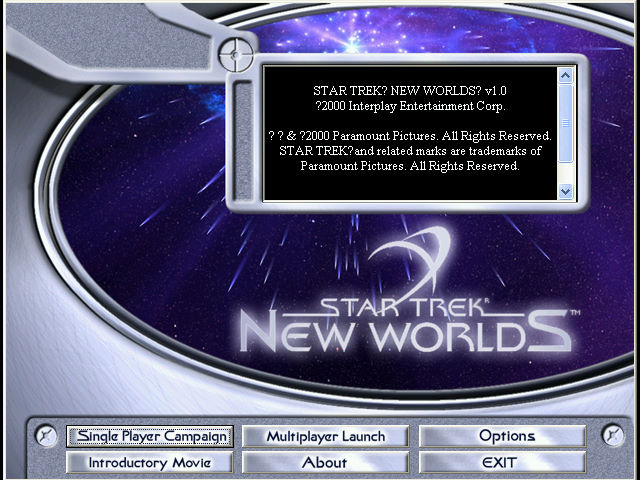 STAR TREK? NEW WORLDS? v1.0
?2000 Interplay Entertainment Corp.
? ? & ?2000 Paramount Pictures. All Rights Reserved.
STAR TREK?and related marks are trademarks of
Paramount Pictures. All Rights Reserved.
STAR TREK®
NEW WORLDS™
Single Player Campaign
Multiplayer Launch
Options
Introductory Movie
About
EXIT